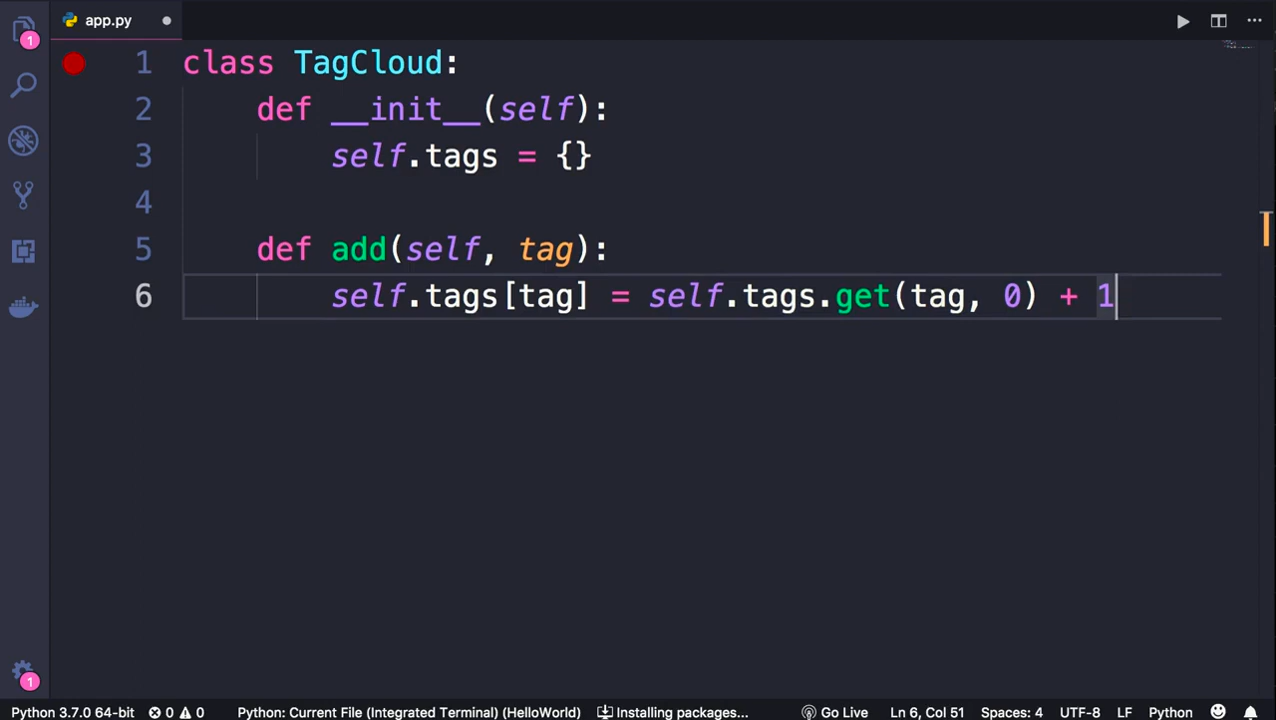 app.py
1
1 class TagCloud:
2 def __init__(self):
3 self.tags = {}
4
5 def add(self, tag):
6 self.tags[tag] = self.tags.get(tag, 0) + 1
1
Python 3.7.0 64-bit 0 0 Python: Current File (Integrated Terminal) (HelloWorld) Installing packages... Go Live Ln 6, Col 51 Spaces: 4 UTF-8 LF Python